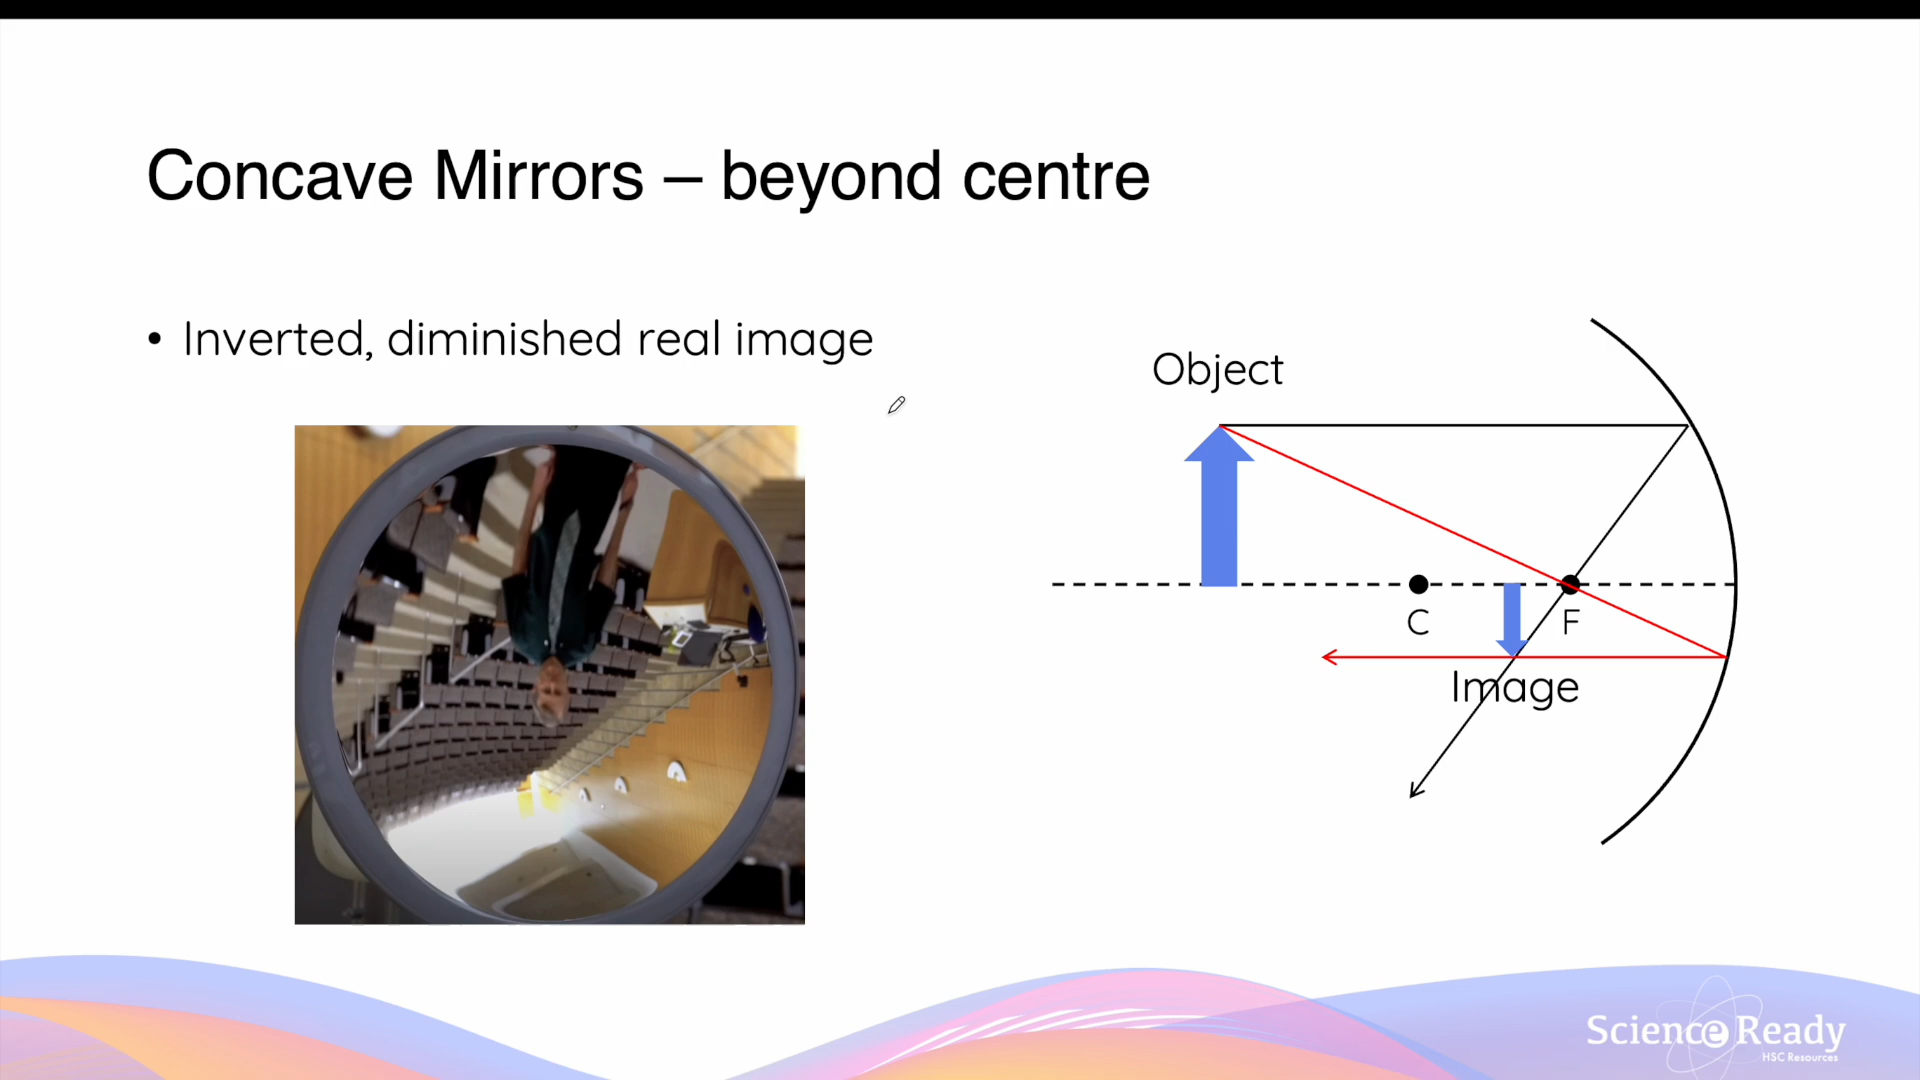 Concave Mirrors – beyond centre
• Inverted, diminished real image
Object
C
F
Image
Science Ready
HSC Resources